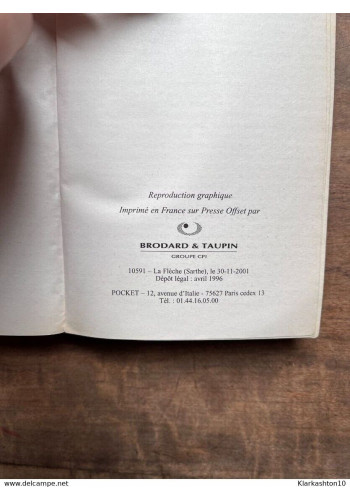 Reproduction graphique
Imprimé en France sur Presse Offset par
BRODARD & TAUPIN
GROUPE CPI
10591 – La Flèche (Sarthe), le 30-11-2001
Dépôt légal : avril 1996
POCKET – 12, avenue d'Italie - 75627 Paris cedex 13
Tél. : 01.44.16.05.00
www.delcampe.net
Klarkashton10